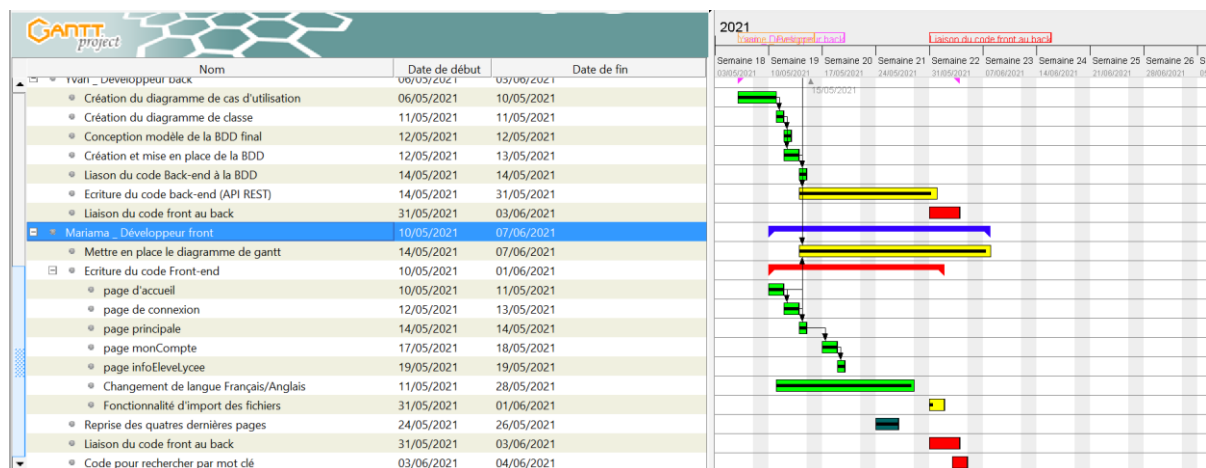 GANTT
project
2021
Liaison du code front au back
Nom Date de début Date de fin
Semaine 18 Semaine 19 Semaine 20 Semaine 21 Semaine 22 Semaine 23 Semaine 24 Semaine 25 Semaine 26 S
03/05/2021 10/05/2021 17/05/2021 24/05/2021 31/05/2021 07/06/2021 14/06/2021 21/06/2021 28/06/2021
15/05/2021
Yvan _ Développeur back 06/05/2021 03/06/2021
Création du diagramme de cas d'utilisation 06/05/2021 10/05/2021
Création du diagramme de classe 11/05/2021 11/05/2021
Conception modèle de la BDD final 12/05/2021 12/05/2021
Création et mise en place de la BDD 12/05/2021 13/05/2021
Liason du code Back-end à la BDD 14/05/2021 14/05/2021
Ecriture du code back-end (API REST) 14/05/2021 31/05/2021
Liaison du code front au back 31/05/2021 03/06/2021
Mariama _ Développeur front 10/05/2021 07/06/2021
Mettre en place le diagramme de gantt 14/05/2021 07/06/2021
Ecriture du code Front-end 10/05/2021 01/06/2021
page d'accueil 10/05/2021 11/05/2021
page de connexion 12/05/2021 13/05/2021
page principale 14/05/2021 14/05/2021
page monCompte 17/05/2021 18/05/2021
page infoEleveLycee 19/05/2021 19/05/2021
Changement de langue Français/Anglais 11/05/2021 28/05/2021
Fonctionnalité d'import des fichiers 31/05/2021 01/06/2021
Reprise des quatres dernières pages 24/05/2021 26/05/2021
Liaison du code front au back 31/05/2021 03/06/2021
Code pour rechercher par mot clé 03/06/2021 04/06/2021